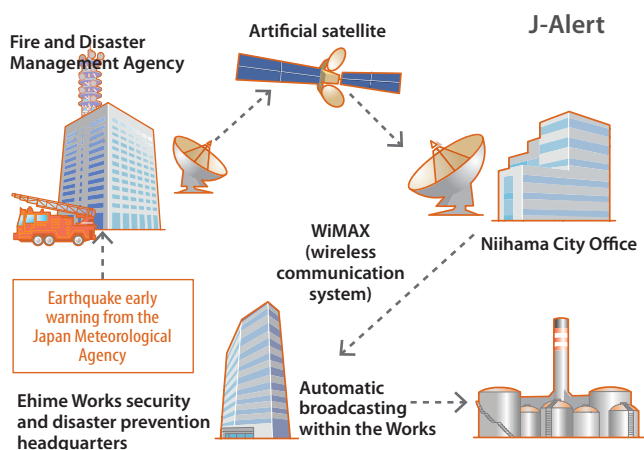 J-Alert
Artificial satellite
Fire and Disaster
Management Agency
Niihama City Office
WiMAX
(wireless
communication
system)
Earthquake early
warning from the
Japan Meteorological
Agency
Ehime Works security
and disaster prevention
headquarters
Automatic
broadcasting
within the Works